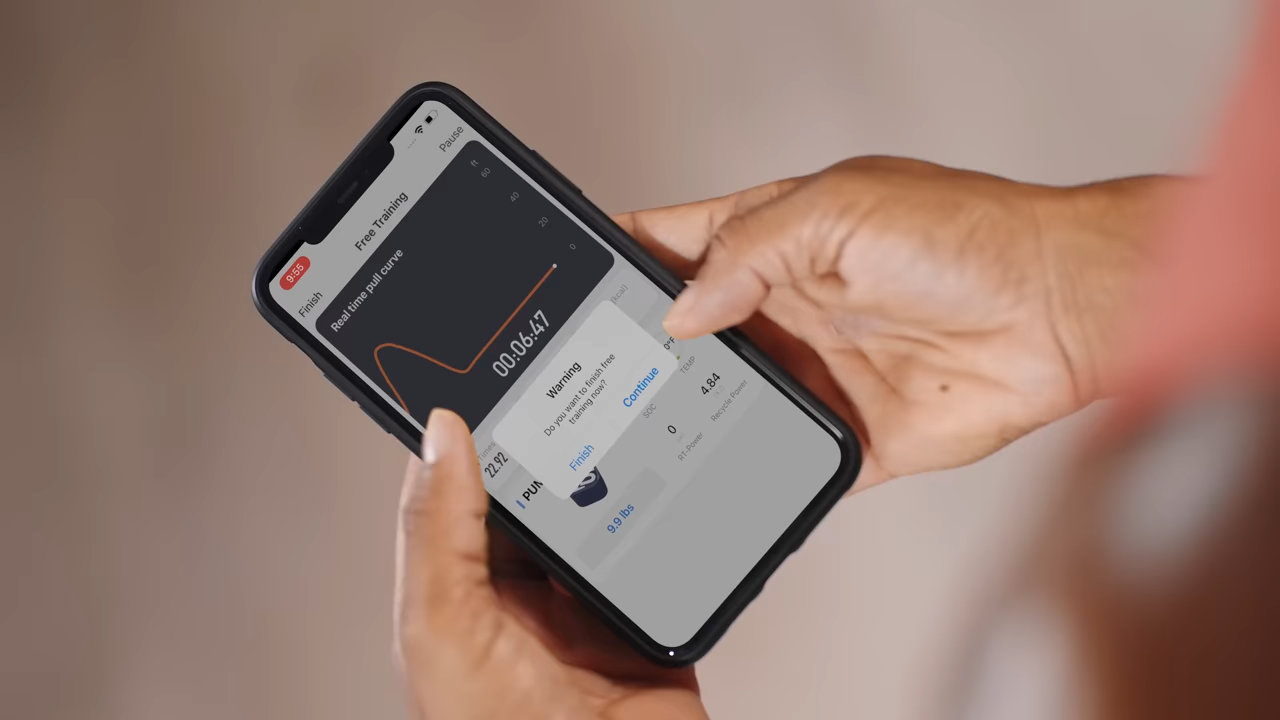 9:55
Finish
Free Training
Pause
Real time pull curve
ft
60
40
20
0
00:06:47
(kcal)
Warning
Do you want to finish free
training now?
Finish
Continue
22.92
0°F
TEMP
SOC
4.84
Recycle Power
0
RT-Power
9.9 lbs